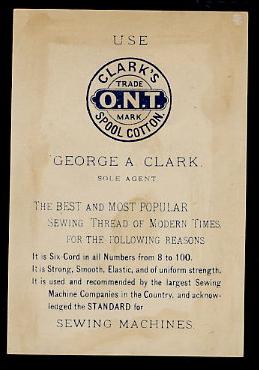 USE
CLARK'S
TRADE
O.N.T.
MARK
SPOOL COTTON.
GEORGE A CLARK.
SOLE AGENT
THE BEST AND MOST POPULAR
SEWING THREAD OF MODERN TIMES,
FOR THE FOLLOWING REASONS
It is Six-Cord in all Numbers from 8 to 100.
It is Strong, Smooth, Elastic, and of uniform strength.
It is used and recommended by the largest Sewing
Machine Companies in the Country, and acknow-
ledged the STANDARD for
SEWING MACHINES.